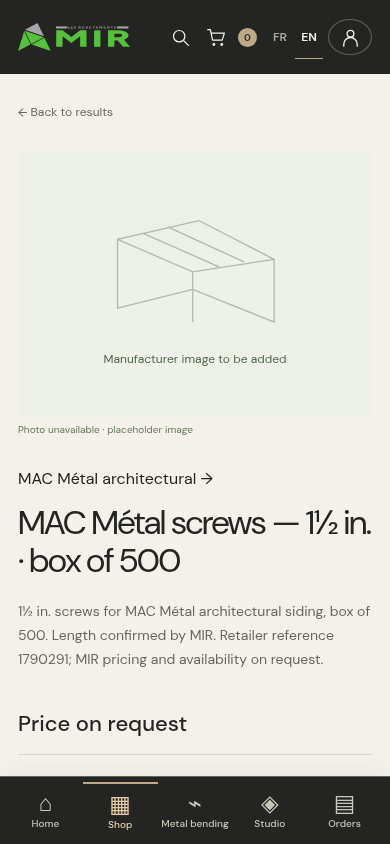 LES REVÊTEMENTS
MIR
0
FR
EN
← Back to results
Manufacturer image to be added
Photo unavailable · placeholder image
MAC Métal architectural →
MAC Métal screws — 1½ in.
· box of 500
1½ in. screws for MAC Métal architectural siding, box of
500. Length confirmed by MIR. Retailer reference
1790291; MIR pricing and availability on request.
Price on request
Home
Shop
Metal bending
Studio
Orders